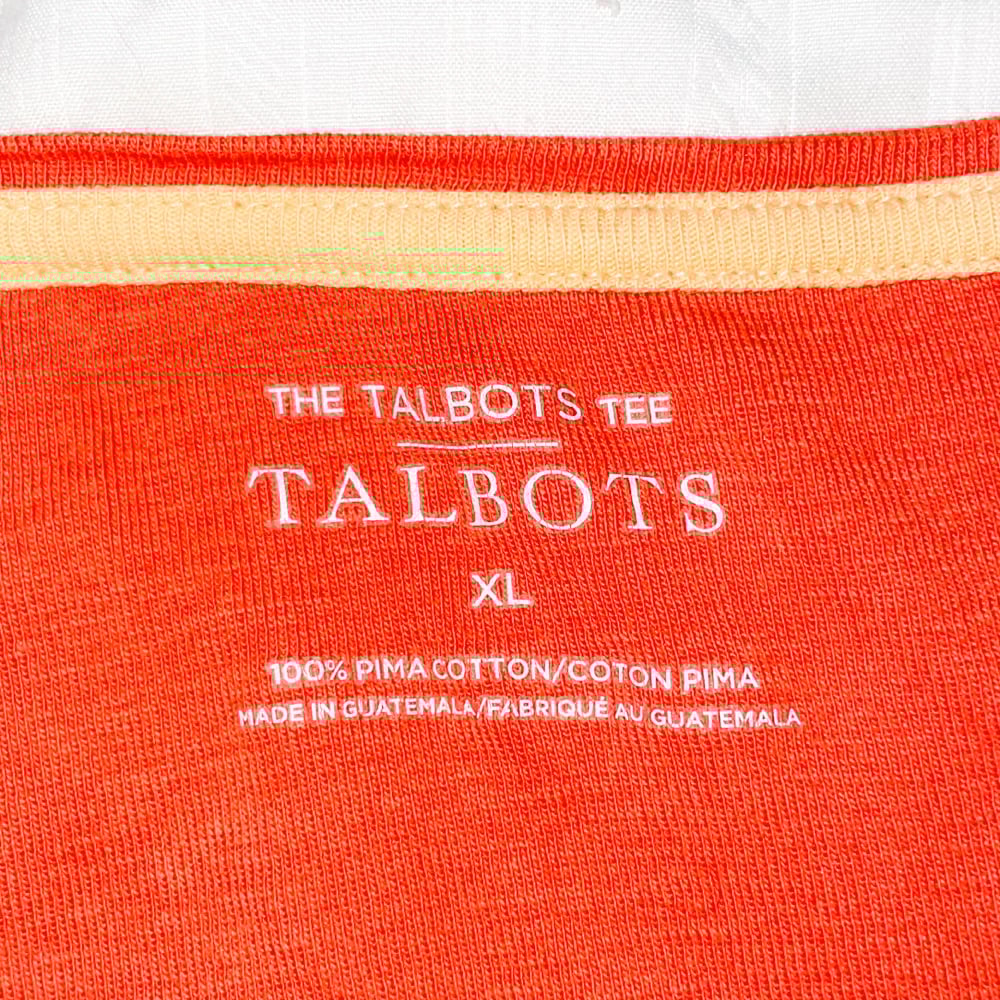 THE TALBOTS TEE
TALBOTS
XL
100% PIMA COTTON/COTON PIMA
MADE IN GUATEMALA/FABRIQUÉ AU GUATEMALA